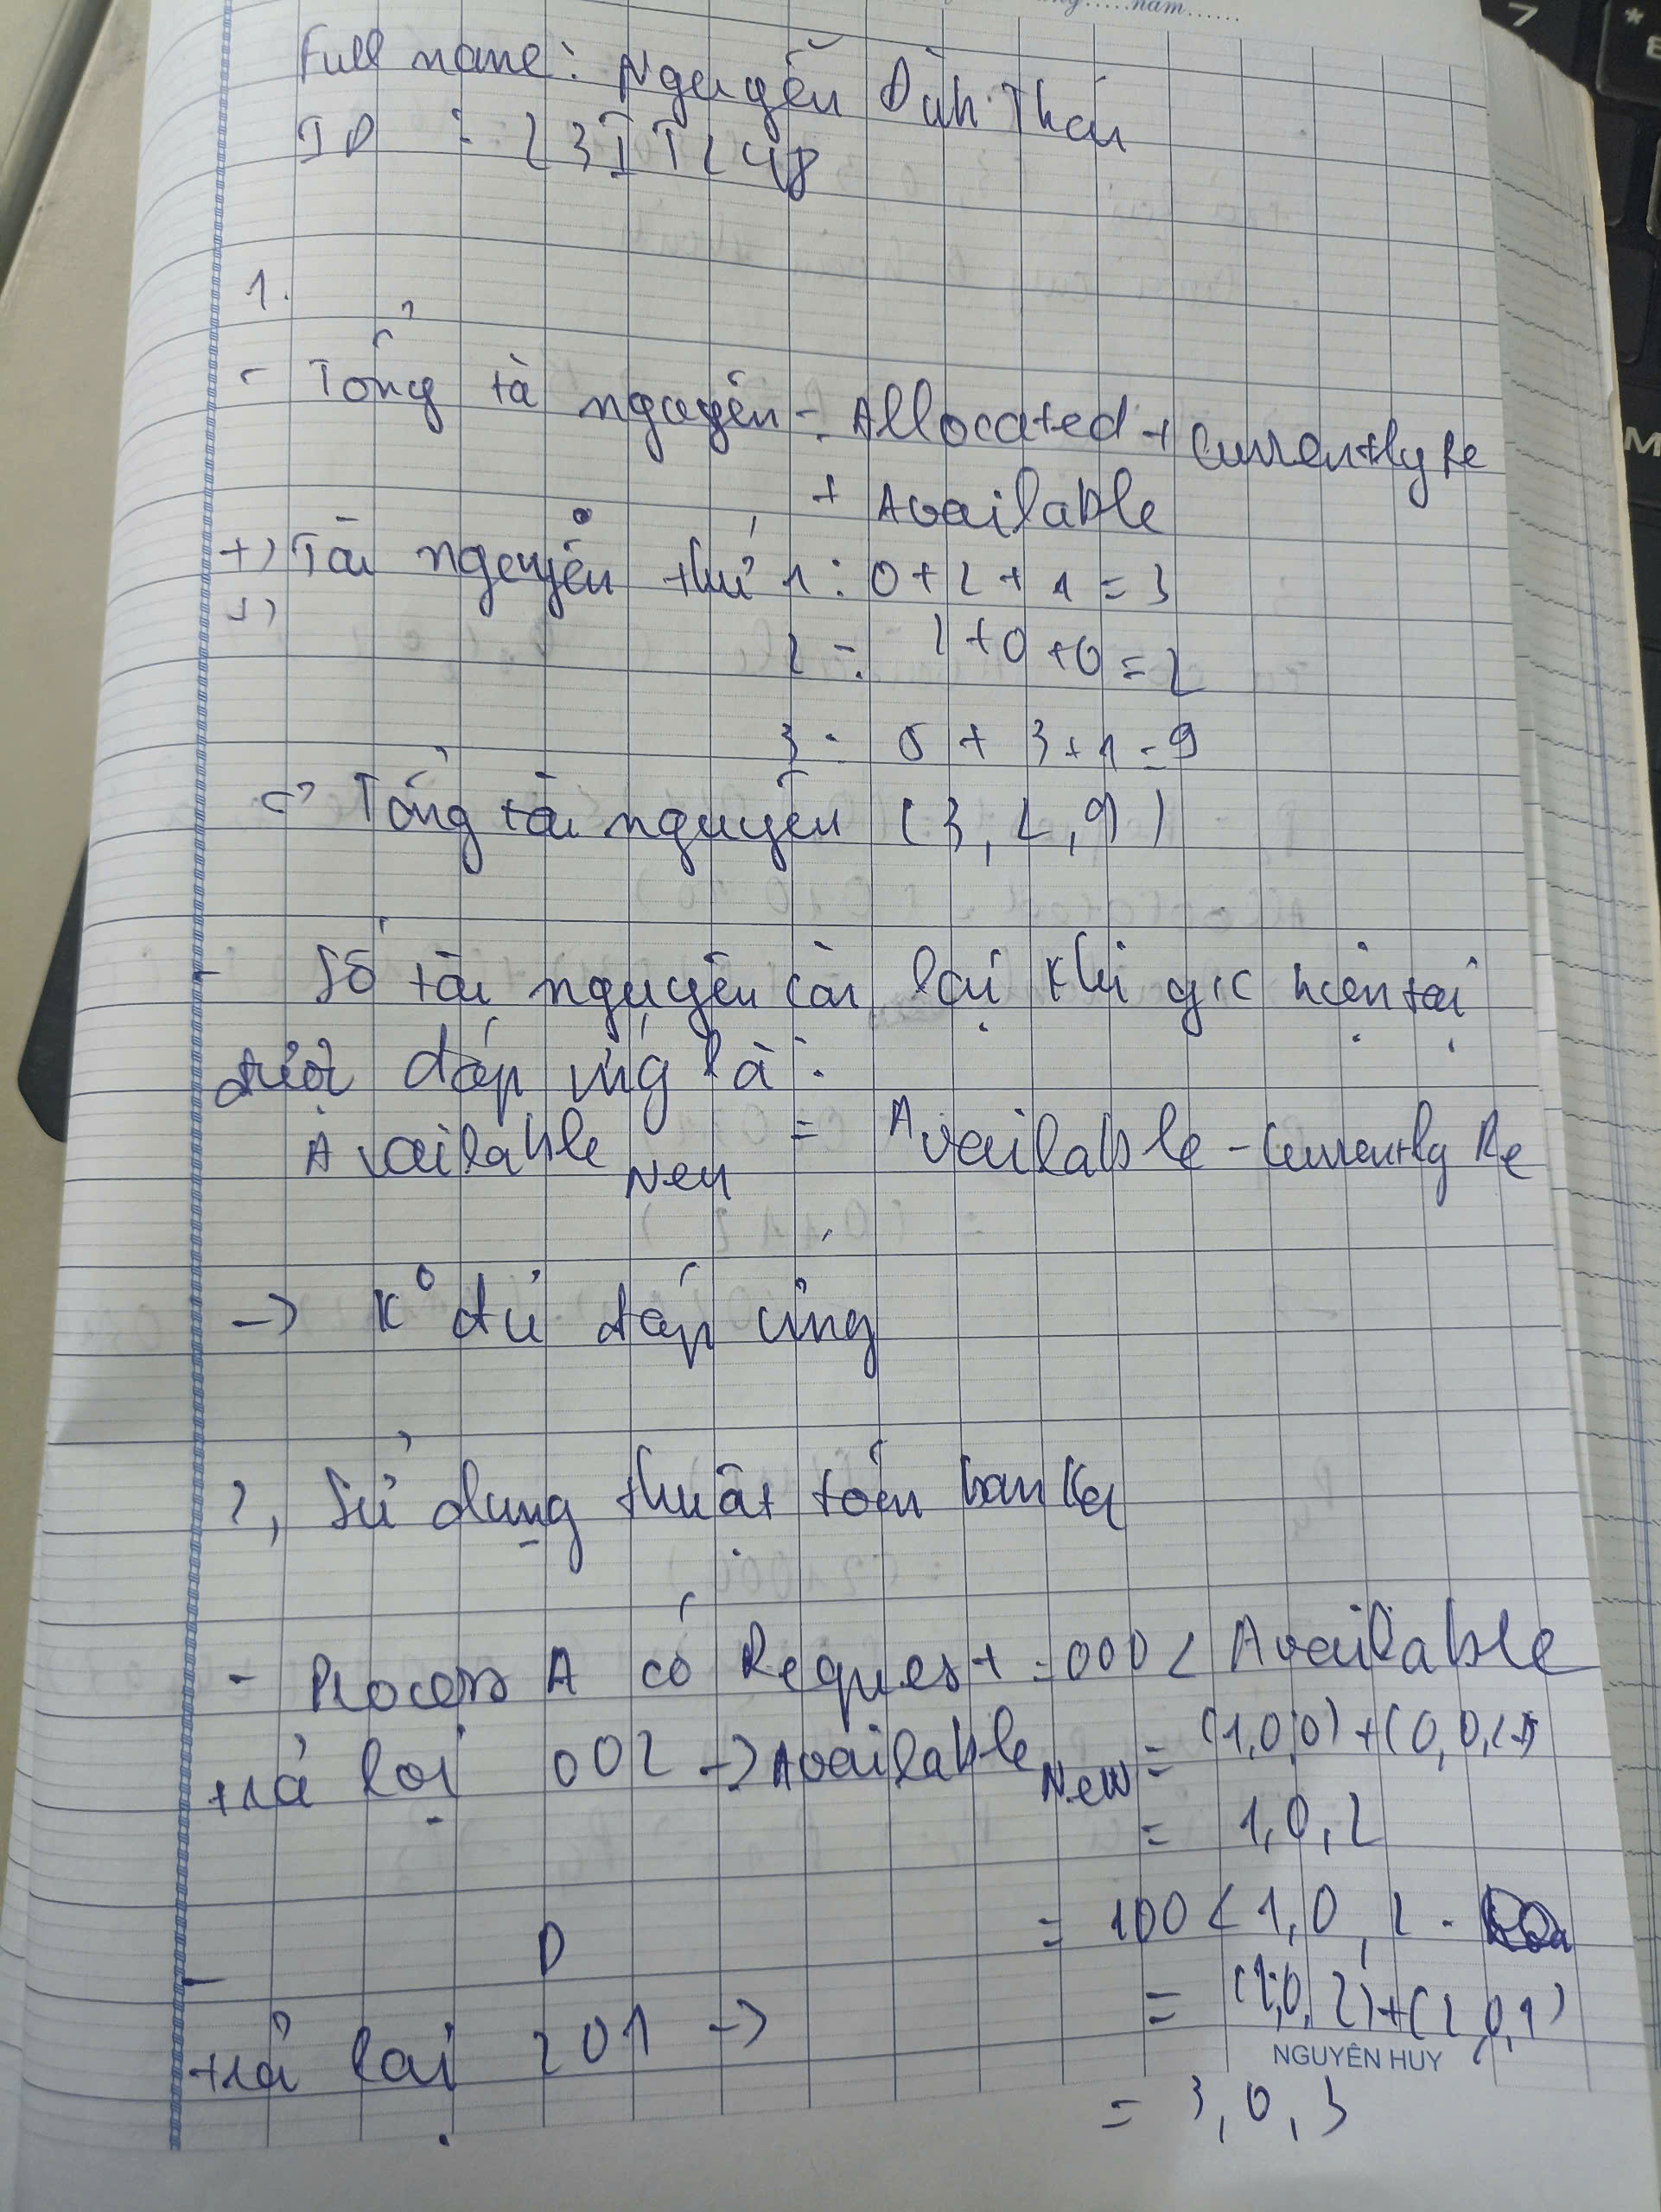 năm......
Full name: Nguyễn Đình Thái
ID : 23IT248
1.
- Tổng tà nguyên: Allocated + Currently Re
+ Available
+) Tài nguyên thứ 1: 0 + 2 + 1 = 3
2: 2 + 0 + 0 = 2
3: 5 + 3 + 1 = 9
=> Tổng tài nguyên (3, 2, 9)
- Số tài nguyên còn lại khi y/c hiện tại
được đáp ứng là:
Available New = Available - Currently Re
-> K° đủ đáp ứng
2, Sử dụng thuật toán banker
- Process A có Request : 000 < Available
trả lại 002 -> Available New = (1,0,0) + (0,0,2)
= 1,0,2
- D = 100 < 1,0,2.
trả lại 201 -> = (1,0,2)+(2,0,1)
NGUYÊN HUY
= 3,0,3